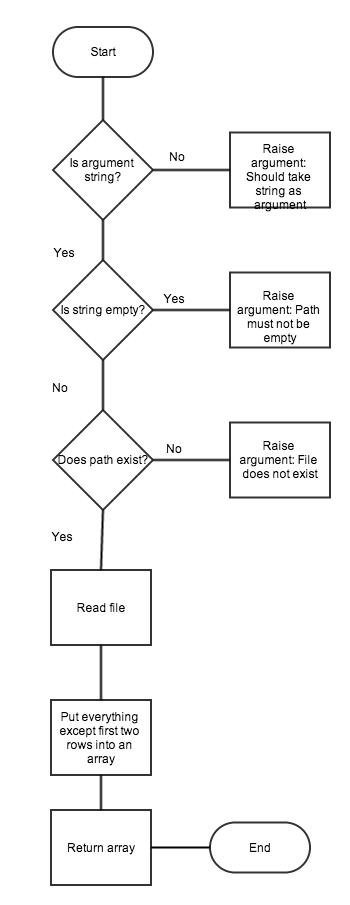 Start
Is argument
string?
No
Raise
argument:
Should take
string as
argument
Yes
Is string empty?
Yes
Raise
argument: Path
must not be
empty
No
Does path exist?
No
Raise
argument: File
does not exist
Yes
Read file
Put everything
except first two
rows into an
array
Return array
End